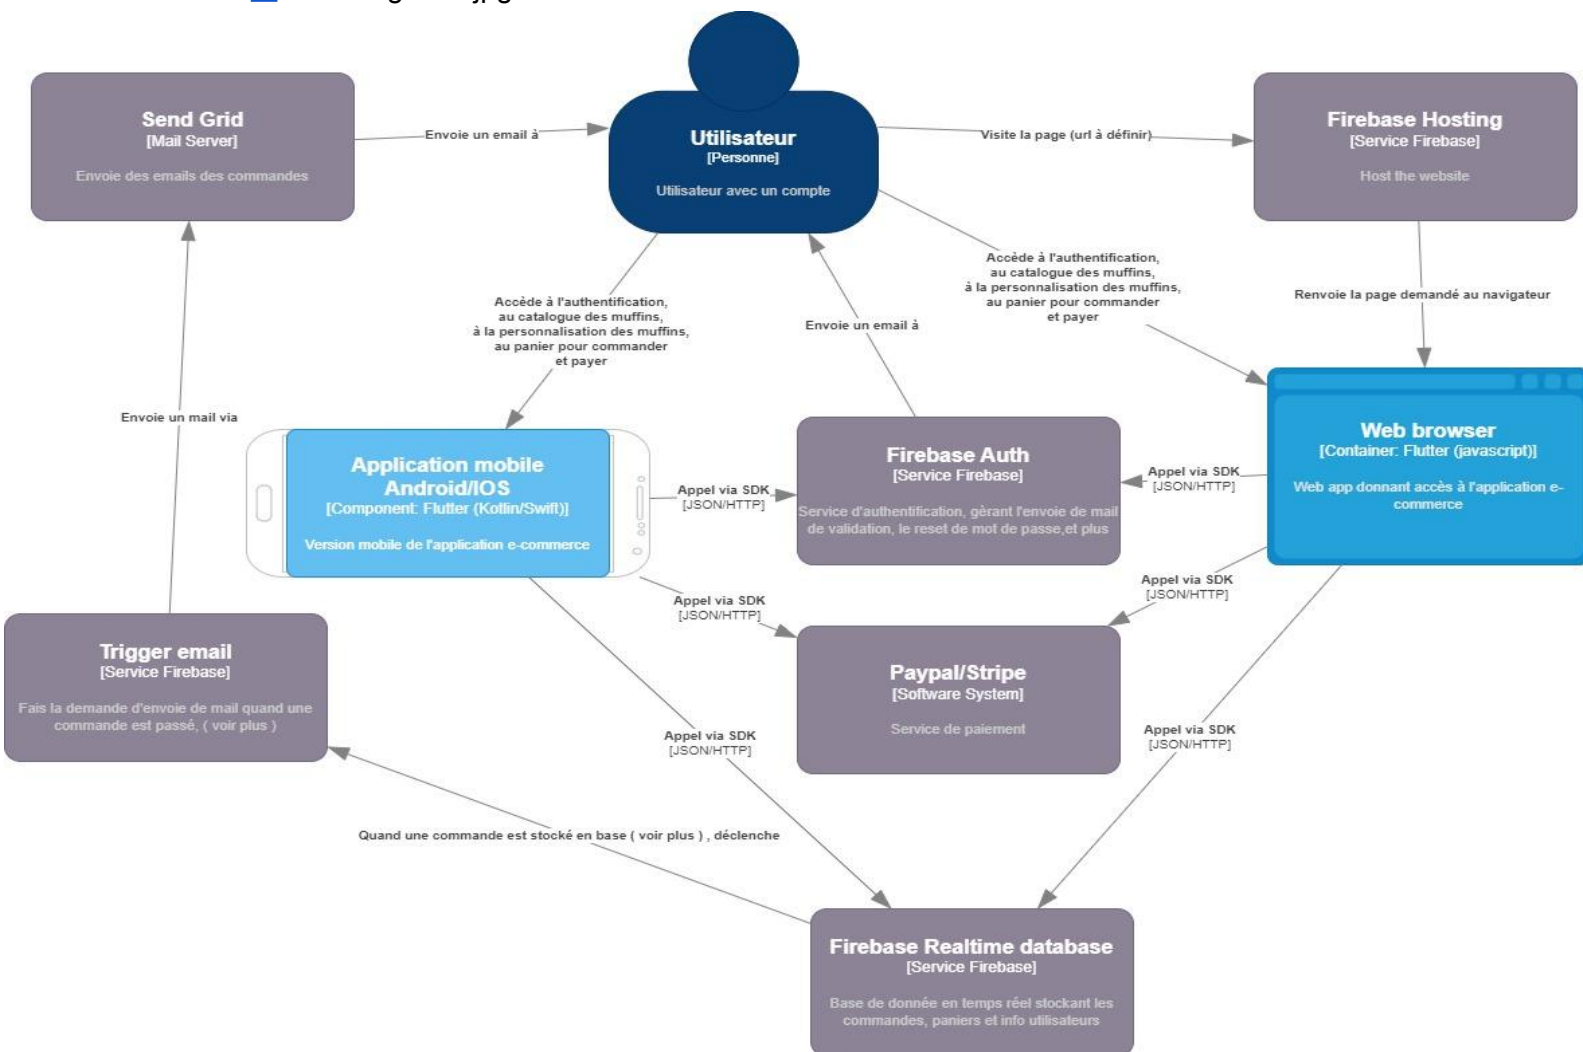 Send Grid
[Mail Server]
Envoie des emails des commandes
Envoie un email à
Utilisateur
[Personne]
Utilisateur avec un compte
Visite la page (url à définir)
Firebase Hosting
[Service Firebase]
Host the website
Accède à l'authentification,
au catalogue des muffins,
à la personnalisation des muffins,
au panier pour commander
et payer
Renvoie la page demandé au navigateur
Accède à l'authentification,
au catalogue des muffins,
à la personnalisation des muffins,
au panier pour commander
et payer
Envoie un email à
Envoie un mail via
Application mobile
Android/IOS
[Component: Flutter (Kotlin/Swift)]
Version mobile de l'application e-commerce
Appel via SDK
[JSON/HTTP]
Firebase Auth
[Service Firebase]
Service d'authentification, gèrant l'envoie de mail
de validation, le reset de mot de passe,et plus
Appel via SDK
[JSON/HTTP]
Web browser
[Container: Flutter (javascript)]
Web app donnant accès à l'application e-
commerce
Appel via SDK
[JSON/HTTP]
Appel via SDK
[JSON/HTTP]
Trigger email
[Service Firebase]
Fais la demande d'envoie de mail quand une
commande est passé, ( voir plus )
Paypal/Stripe
[Software System]
Service de paiement
Appel via SDK
[JSON/HTTP]
Appel via SDK
[JSON/HTTP]
Quand une commande est stocké en base ( voir plus ) , déclenche
Firebase Realtime database
[Service Firebase]
Base de donnée en temps réel stockant les
commandes, paniers et info utilisateurs